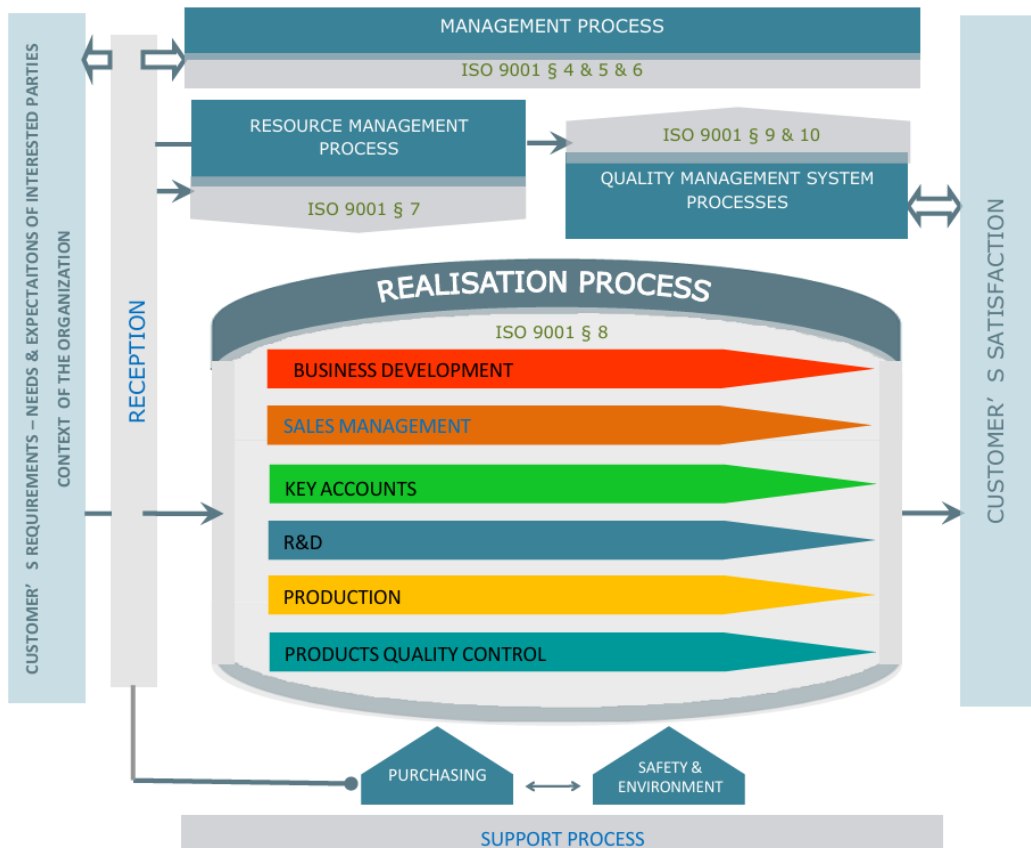 MANAGEMENT PROCESS
ISO 9001 § 4 & 5 & 6
CUSTOMER’ S REQUIREMENTS – NEEDS & EXPECTAITONS OF INTERESTED PARTIES
CONTEXT OF THE ORGANIZATION
RECEPTION
RESOURCE MANAGEMENT
PROCESS
ISO 9001 § 7
ISO 9001 § 9 & 10
QUALITY MANAGEMENT SYSTEM
PROCESSES
CUSTOMER’ S SATISFACTION
REALISATION PROCESS
ISO 9001 § 8
BUSINESS DEVELOPMENT
SALES MANAGEMENT
KEY ACCOUNTS
R&D
PRODUCTION
PRODUCTS QUALITY CONTROL
PURCHASING
SAFETY &
ENVIRONMENT
SUPPORT PROCESS